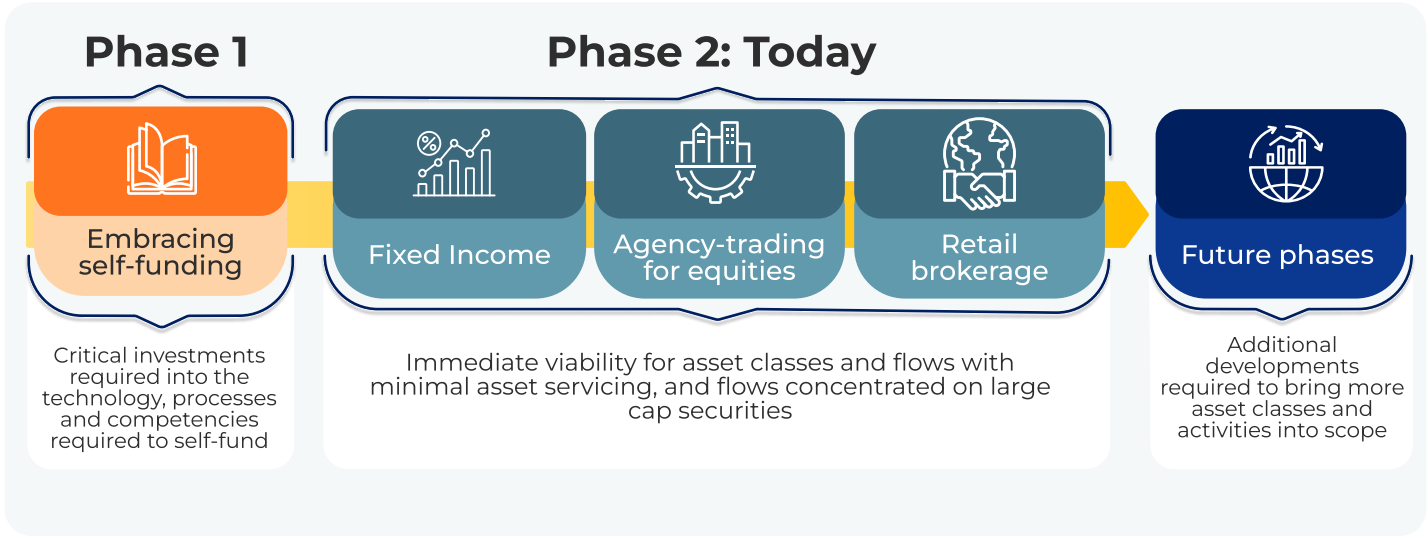 Phase 1
Phase 2: Today
%
Embracing
self-funding
Fixed Income
Agency-trading
for equities
Retail
brokerage
Future phases
Critical investments
required into the
technology, processes
and competencies
required to self-fund
Immediate viability for asset classes and flows with
minimal asset servicing, and flows concentrated on large
cap securities
Additional
developments
required to bring more
asset classes and
activities into scope